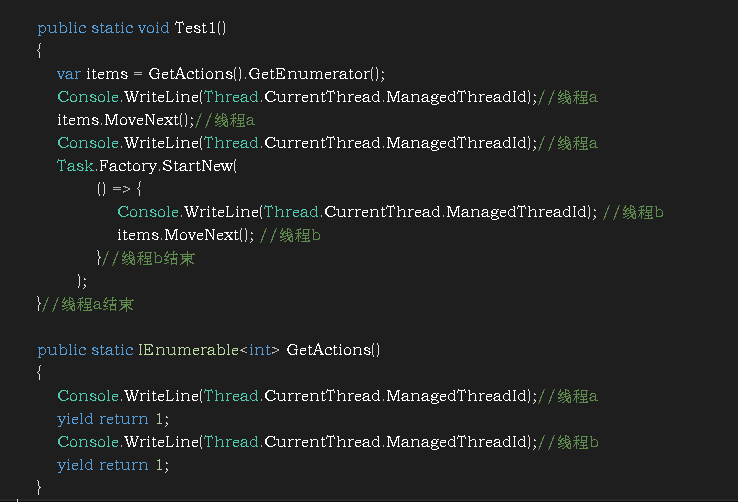 public static void Test1()
{
var items = GetActions().GetEnumerator();
Console.WriteLine(Thread.CurrentThread.ManagedThreadId);//线程a
items.MoveNext();//线程a
Console.WriteLine(Thread.CurrentThread.ManagedThreadId);//线程a
Task.Factory.StartNew(
() => {
Console.WriteLine(Thread.CurrentThread.ManagedThreadId); //线程b
items.MoveNext(); //线程b
}//线程b结束
);
}//线程a结束
public static IEnumerable<int> GetActions()
{
Console.WriteLine(Thread.CurrentThread.ManagedThreadId);//线程a
yield return 1;
Console.WriteLine(Thread.CurrentThread.ManagedThreadId);//线程b
yield return 1;
}